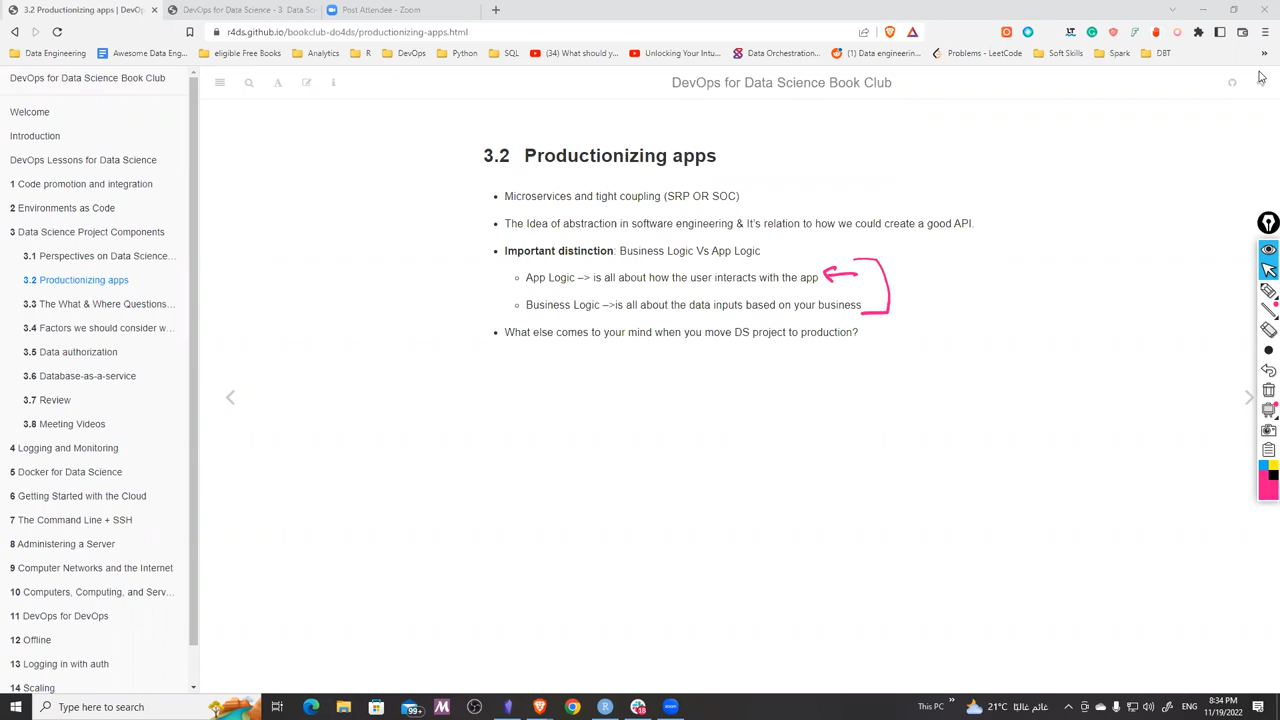 3.2 Productionizing apps | DevO
DevOps for Data Science - 3 Data Sc
Post Attendee - Zoom
r4ds.github.io/bookclub-do4ds/productionizing-apps.html
Data Engineering
Awesome Data Eng...
eligible Free Books
Analytics
R
DevOps
Python
SQL
(34) What should y...
Unlocking Your Intu...
Data Orchestration...
(1) Data engineerin...
Problems - LeetCode
Soft Skills
Spark
DBT
DevOps for Data Science Book Club
Welcome
Introduction
DevOps Lessons for Data Science
1 Code promotion and integration
2 Environments as Code
3 Data Science Project Components
3.1 Perspectives on Data Science...
3.2 Productionizing apps
3.3 The What & Where Questions...
3.4 Factors we should consider w...
3.5 Data authorization
3.6 Database-as-a-service
3.7 Review
3.8 Meeting Videos
4 Logging and Monitoring
5 Docker for Data Science
6 Getting Started with the Cloud
7 The Command Line + SSH
8 Administering a Server
9 Computer Networks and the Internet
10 Computers, Computing, and Serv...
11 DevOps for DevOps
12 Offline
13 Logging in with auth
14 Scaling
DevOps for Data Science Book Club
3.2 Productionizing apps
Microservices and tight coupling (SRP OR SOC)
The Idea of abstraction in software engineering & It's relation to how we could create a good API.
Important distinction: Business Logic Vs App Logic
App Logic –> is all about how the user interacts with the app
Business Logic –>is all about the data inputs based on your business
What else comes to your mind when you move DS project to production?
Type here to search
99+
18
This PC
21°C غائم غالبا
ENG
8:34 PM
11/19/2022